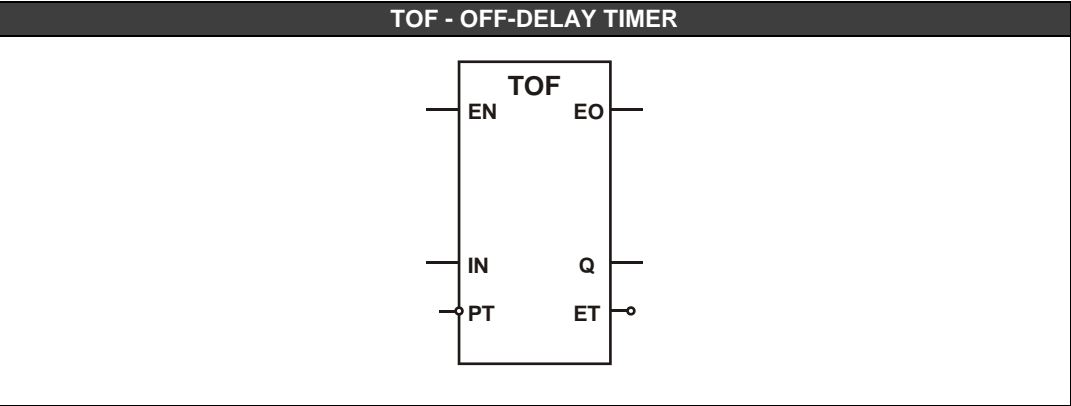 TOF - OFF-DELAY TIMER
TOF
EN EO
IN Q
PT ET